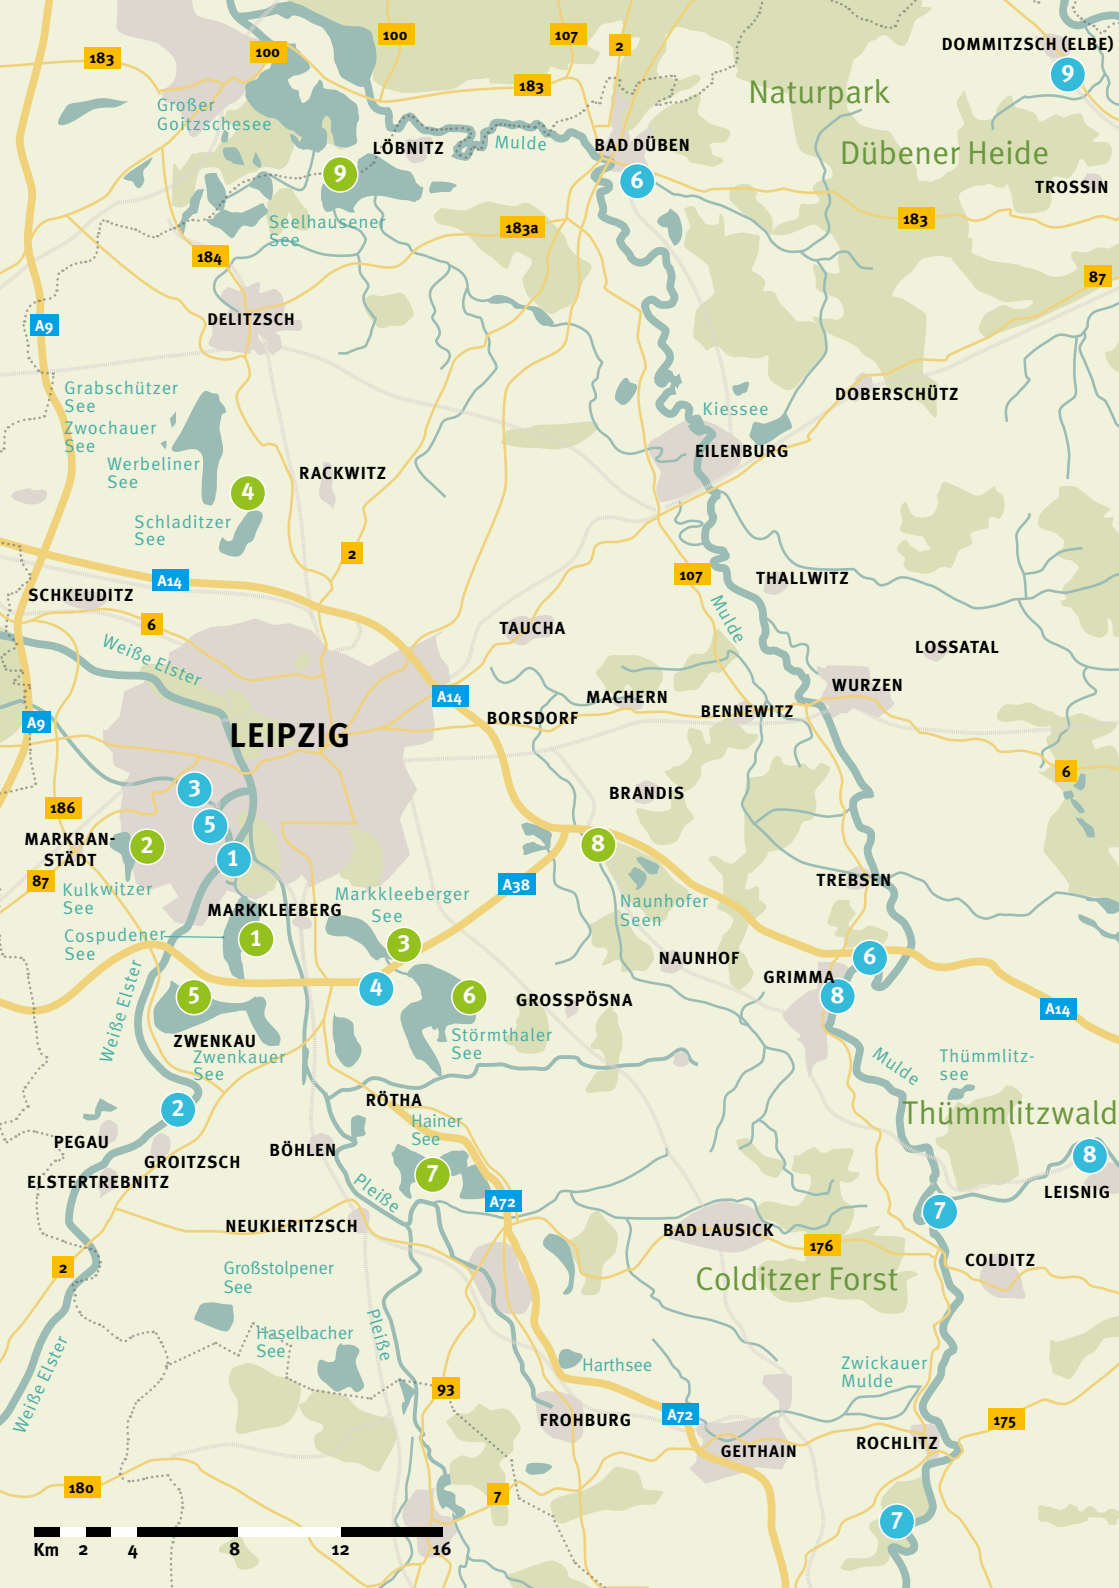 100
107
2
DOMMITZSCH (ELBE)
183
100
9
183
Naturpark
Großer
Goitzschesee
LÖBNITZ
Mulde
BAD DÜBEN
Dübener Heide
9
6
TROSSIN
Seelhausener
See
183a
183
184
87
DELITZSCH
A9
Grabschützer
See
Zwochauer
See
Werbeliner
See
4
RACKWITZ
Schladitzer
See
DOBERSCHÜTZ
Kiessee
EILENBURG
2
A14
SCHKEUDITZ
6
Weiße Elster
107
THALLWITZ
Mulde
TAUCHA
LOSSATAL
A14
MACHERN
WURZEN
BORSDORF
BENNEWITZ
A9
LEIPZIG
6
3
186
5
BRANDIS
MARKRAN-
STÄDT
2
1
8
87
Kulkwitzer
See
A38
TREBSEN
Markkleeberger
See
Naunhofer
Seen
MARKKLEEBERG
Cospudener
See
1
3
NAUNHOF
6
GRIMMA
4
8
5
6
GROSSPÖSNA
A14
Weiße Elster
ZWENKAU
Zwenkauer
See
Störmthaler
See
Mulde
Thümmlitz-
see
2
RÖTHA
Thümmlitzwald
Hainer
See
PEGAU
GROITZSCH
BÖHLEN
8
ELSTERTREBNITZ
7
LEISNIG
Pleiße
A72
7
NEUKIERITZSCH
BAD LAUSICK
176
COLDITZ
2
Großstolpener
See
Colditzer Forst
Haselbacher
See
Pleiße
Weiße Elster
Harthsee
Zwickauer
Mulde
93
FROHBURG
A72
175
GEITHAIN
ROCHLITZ
180
7
7
Km 2 4 8 12 16